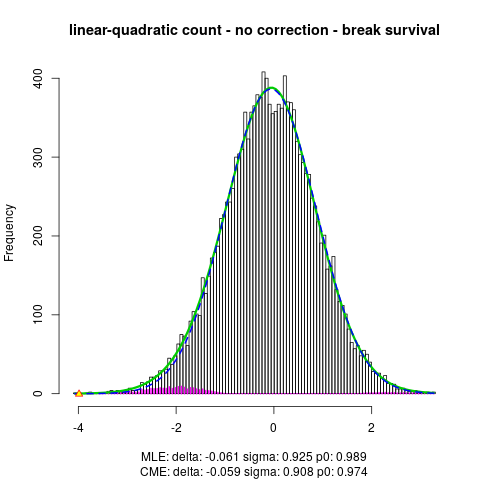 linear-quadratic count - no correction - break survival
400
300
200
100
0
Frequency
-4
-2
0
2
MLE: delta: -0.061 sigma: 0.925 p0: 0.989
CME: delta: -0.059 sigma: 0.908 p0: 0.974